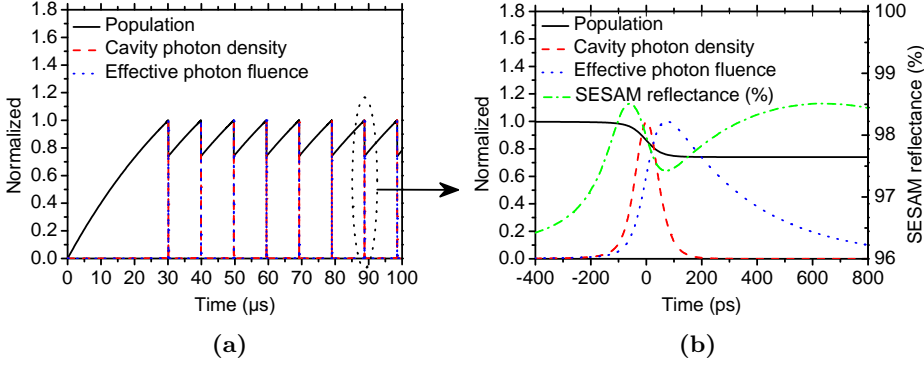 1.8
1.6
1.4
1.2
1.0
0.8
0.6
0.4
0.2
0.0
Normalized
Population
Cavity photon density
Effective photon fluence
0 10 20 30 40 50 60 70 80 90 100
Time (µs)
(a)
1.8
1.6
1.4
1.2
1.0
0.8
0.6
0.4
0.2
0.0
Normalized
Population
Cavity photon density
Effective photon fluence
SESAM reflectance (%)
100
99
98
97
96
SESAM reflectance (%)
-400 -200 0 200 400 600 800
Time (ps)
(b)